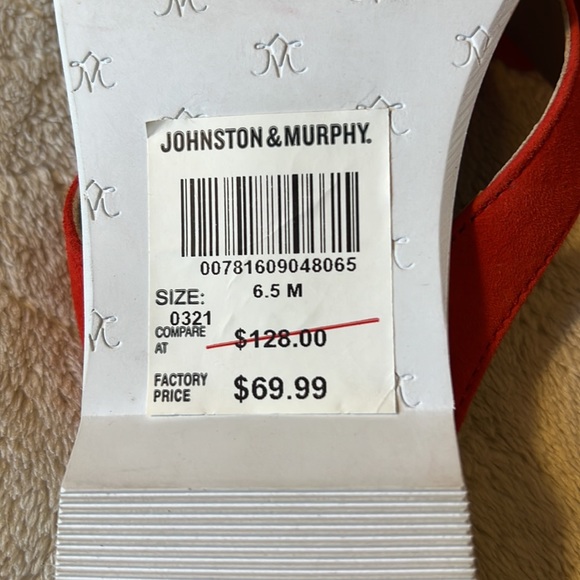 JOHNSTON & MURPHY.
00781609048065
SIZE: 6.5 M
0321
COMPARE AT $128.00
FACTORY PRICE $69.99